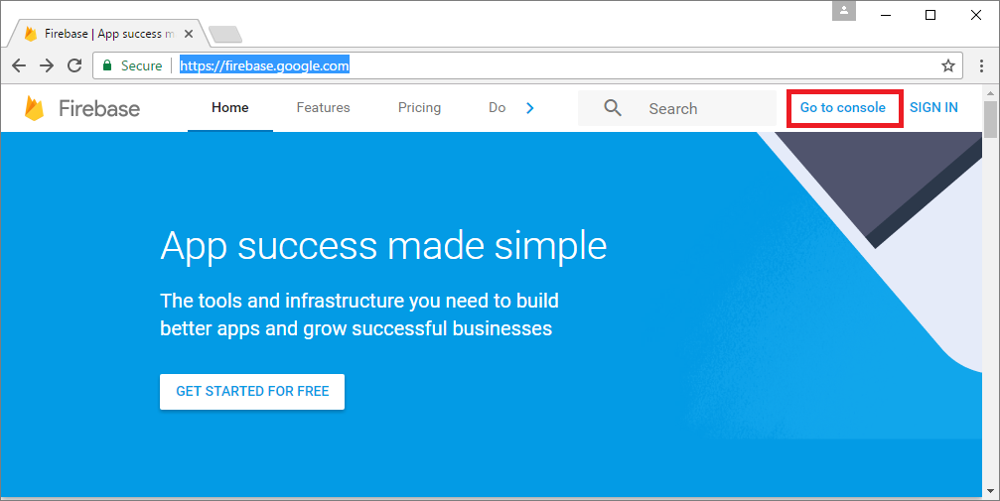 Firebase | App success m
Secure
https://firebase.google.com
Firebase
Home
Features
Pricing
Do
Search
Go to console
SIGN IN
App success made simple
The tools and infrastructure you need to build
better apps and grow successful businesses
GET STARTED FOR FREE